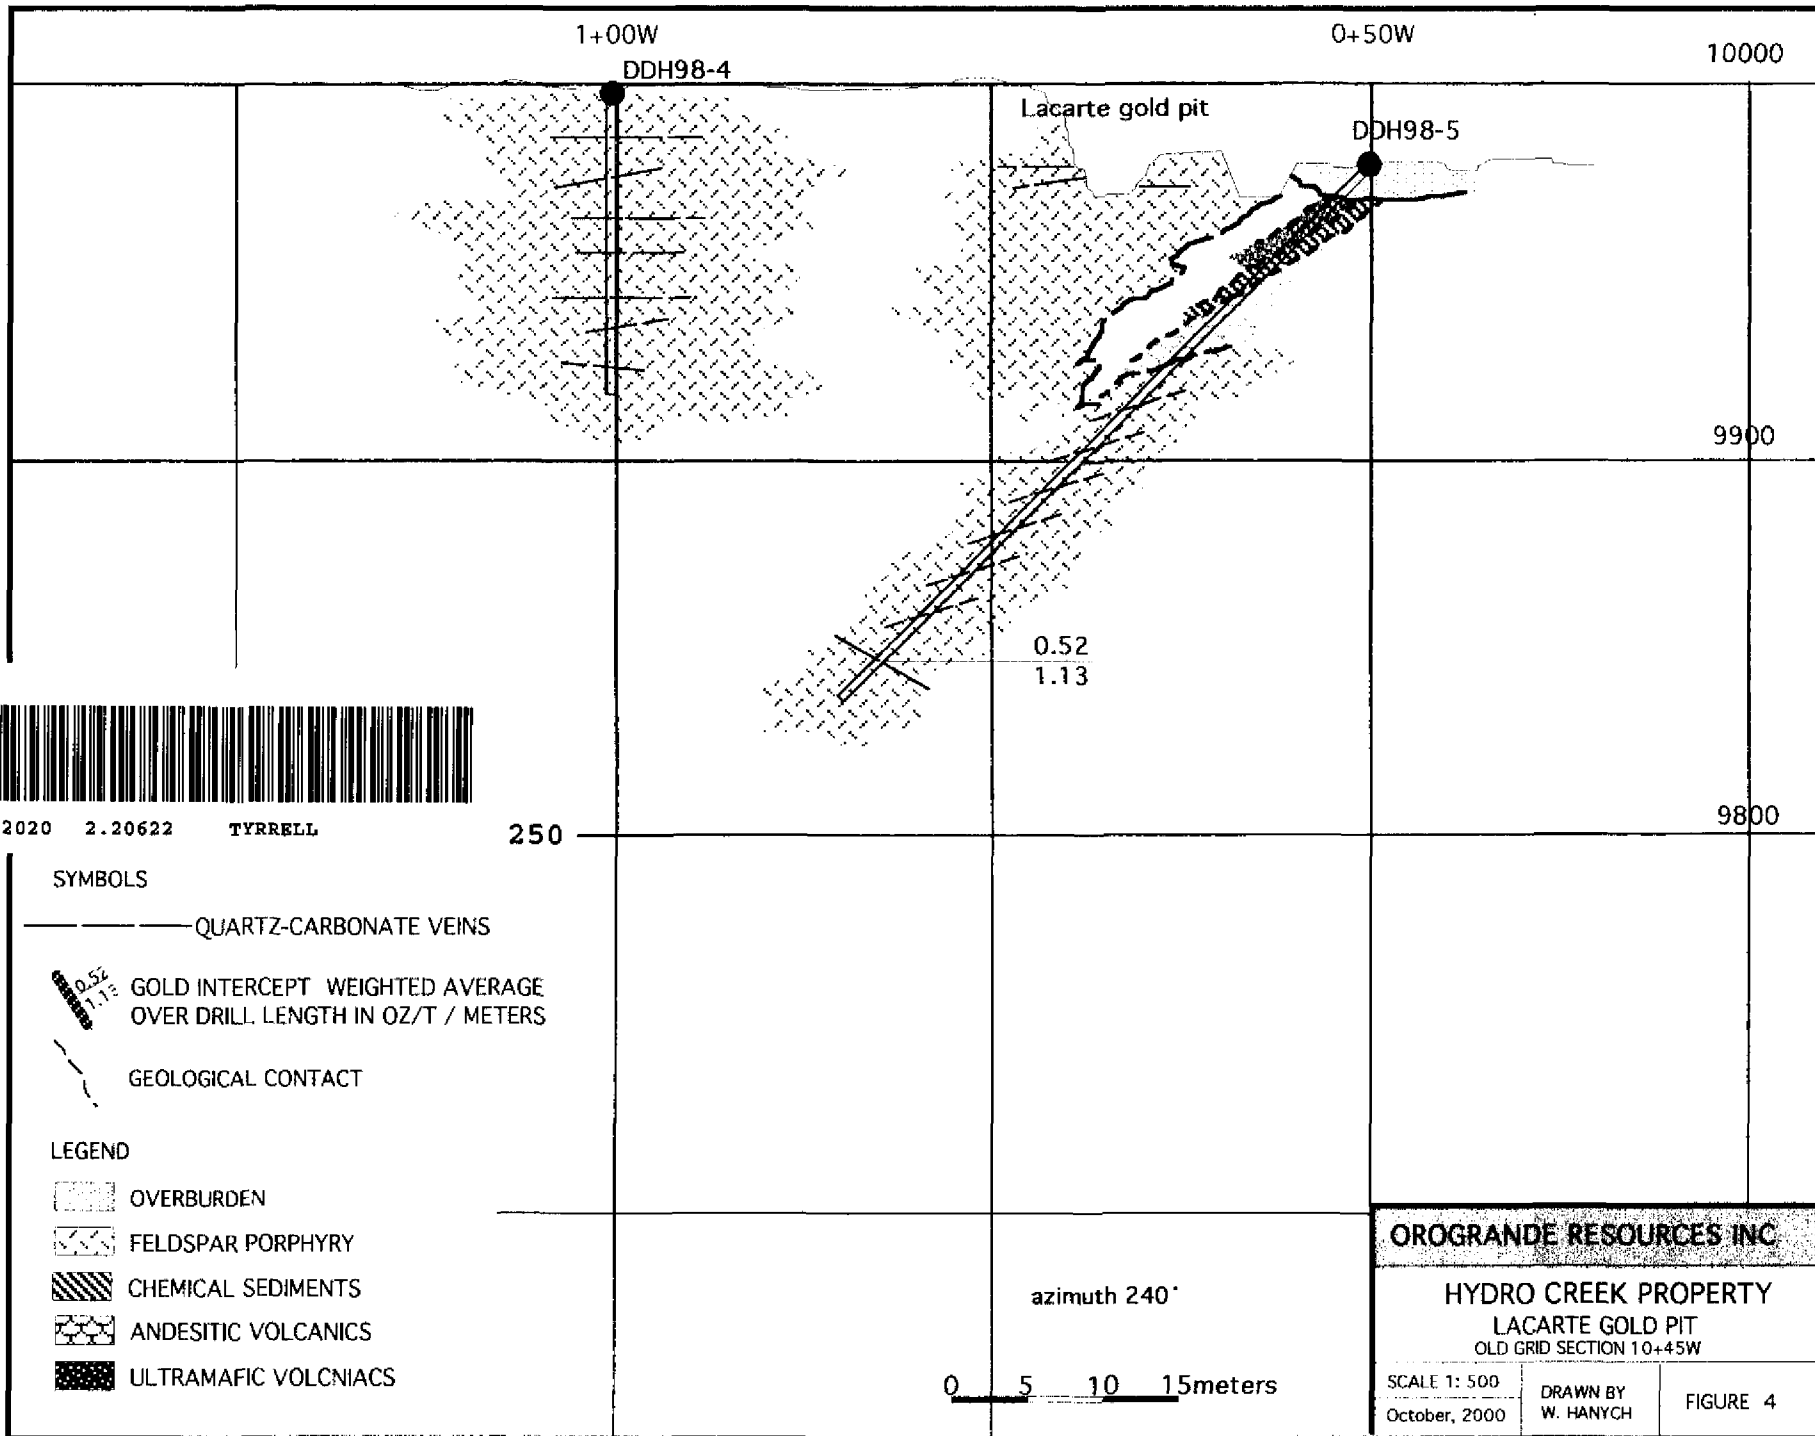 1+00W
0+50W
10000
DDH98-4
Lacarte gold pit
DDH98-5
9900
0.52
1.13
2020 2.20622 TYRRELL
250
9800
SYMBOLS
QUARTZ-CARBONATE VEINS
0.52
GOLD INTERCEPT WEIGHTED AVERAGE
OVER DRILL LENGTH IN OZ/T / METERS
GEOLOGICAL CONTACT
LEGEND
OVERBURDEN
FELDSPAR PORPHYRY
CHEMICAL SEDIMENTS
ANDESITIC VOLCANICS
ULTRAMAFIC VOLCNIACS
azimuth 240°
0 5 10 15meters
OROGRANDE RESOURCES INC
HYDRO CREEK PROPERTY
LACARTE GOLD PIT
OLD GRID SECTION 10+45W
SCALE 1: 500
October, 2000
DRAWN BY
W. HANYCH
FIGURE 4